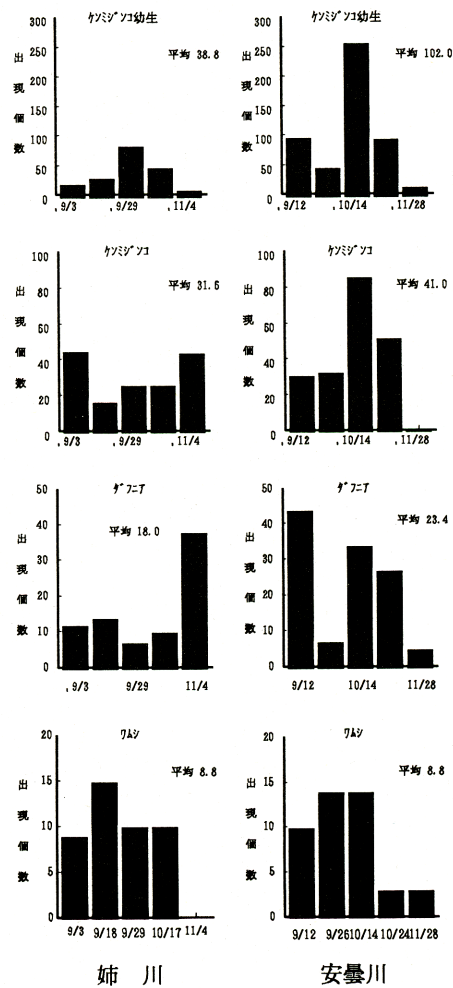 ケンミジンコ幼生
300
250
200
150
100
50
0
出現個数
平均 38.8
, 9/3 , 9/29 , 11/4
ケンミジンコ幼生
300
250
200
150
100
50
0
出現個数
平均 102.0
, 9/12 , 10/14 , 11/28
ケンミジンコ
100
80
60
40
20
0
出現個数
平均 31.6
, 9/3 , 9/29 , 11/4
ケンミジンコ
100
80
60
40
20
0
出現個数
平均 41.0
, 9/12 , 10/14 , 11/28
ダフニア
50
40
30
20
10
0
出現個数
平均 18.0
, 9/3 9/29 11/4
ダフニア
50
40
30
20
10
0
出現個数
平均 23.4
9/12 10/14 11/28
ワムシ
20
15
10
5
0
出現個数
平均 8.8
9/3 9/18 9/29 10/17 11/4
ワムシ
20
15
10
5
0
出現個数
平均 8.8
9/12 9/26 10/14 10/24 11/28
姉川
安曇川